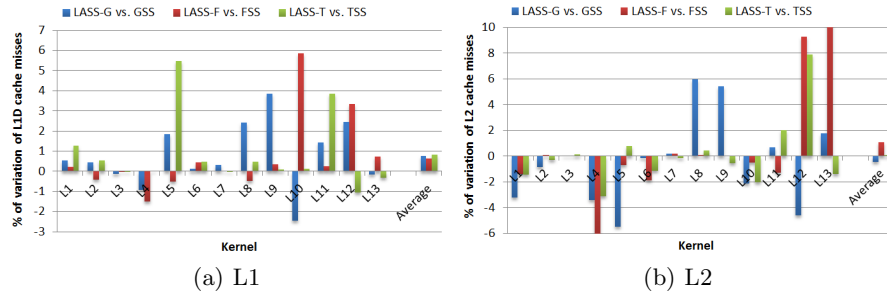 LASS-G vs. GSS LASS-F vs. FSS LASS-T vs. TSS
% of variation of L1D cache misses
7
6
5
4
3
2
1
0
-1
-2
-3
L1 L2 L3 L4 L5 L6 L7 L8 L9 L10 L11 L12 L13 Average
Kernel
(a) L1
LASS-G vs. GSS LASS-F vs. FSS LASS-T vs. TSS
% of variation of L2 cache misses
10
8
6
4
2
0
-2
-4
-6
L1 L2 L3 L4 L5 L6 L7 L8 L9 L10 L11 L12 L13 Average
Kernel
(b) L2